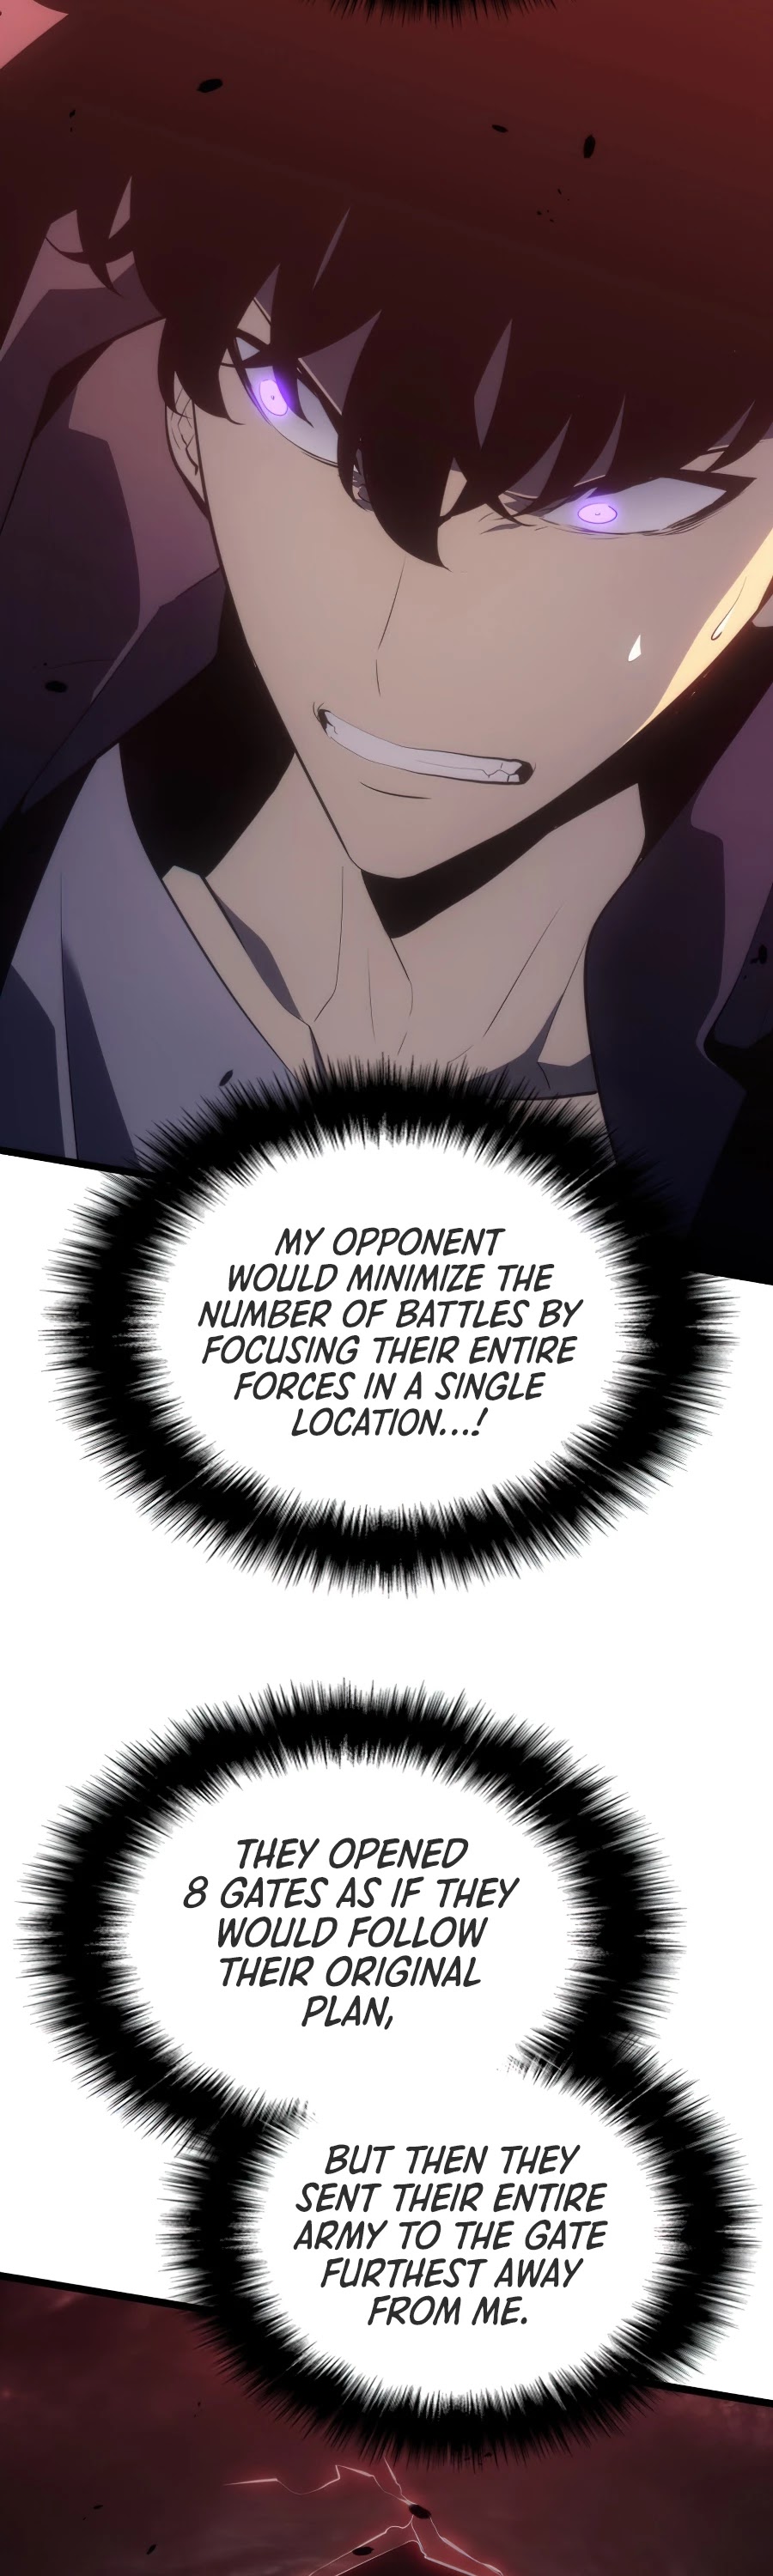 MY OPPONENT
WOULD MINIMIZE THE
NUMBER OF BATTLES BY
FOCUSING THEIR ENTIRE
FORCES IN A SINGLE
LOCATION...!
THEY OPENED
8 GATES AS IF THEY
WOULD FOLLOW
THEIR ORIGINAL
PLAN,
BUT THEN THEY
SENT THEIR ENTIRE
ARMY TO THE GATE
FURTHEST AWAY
FROM ME.